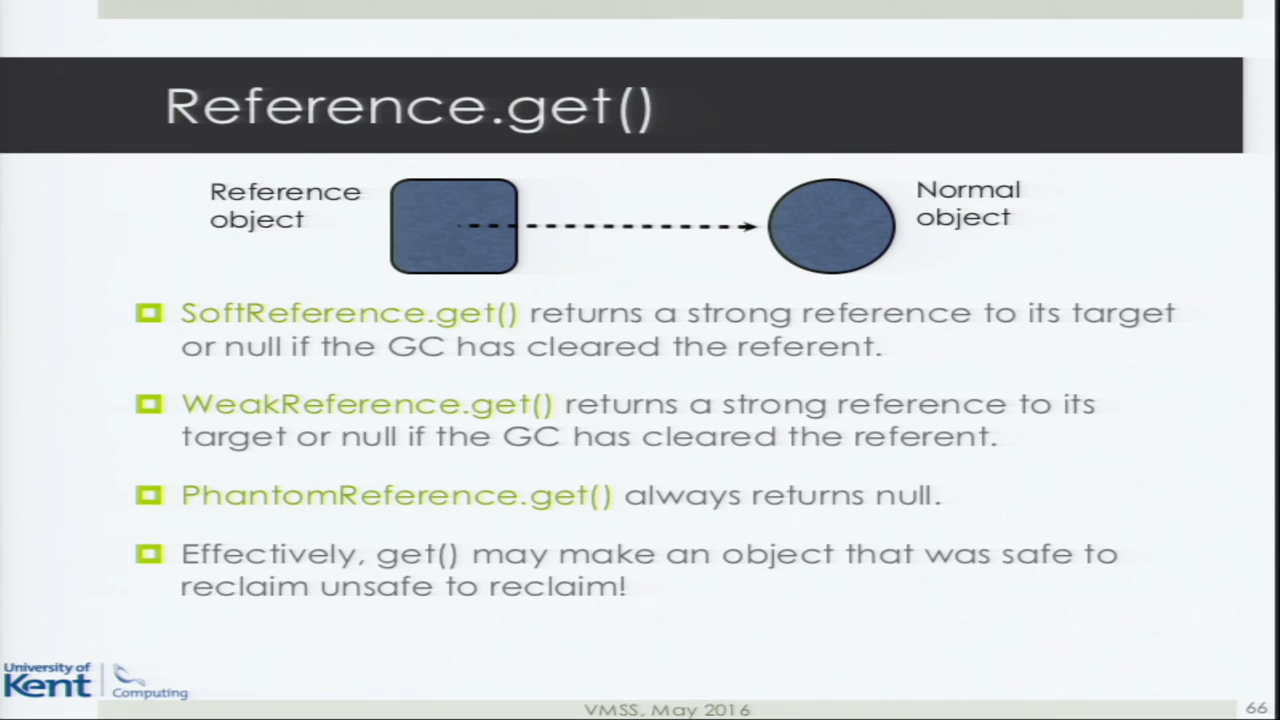 Reference.get()
Reference
object
Normal
object
SoftReference.get() returns a strong reference to its target
or null if the GC has cleared the referent.
WeakReference.get() returns a strong reference to its
target or null if the GC has cleared the referent.
PhantomReference.get() always returns null.
Effectively, get() may make an object that was safe to
reclaim unsafe to reclaim!
University of
Kent
Computing
VMSS, May 2016
66